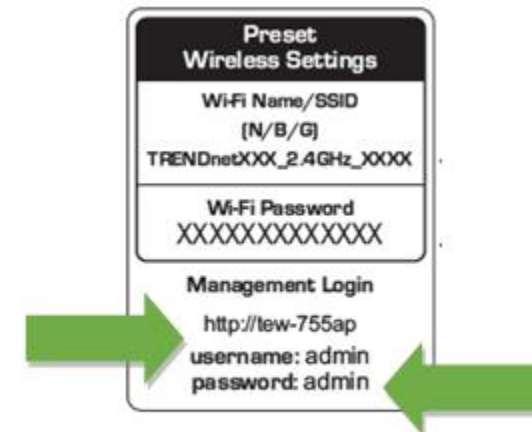 Preset
Wireless Settings
Wi-Fi Name/SSID
(N/B/G)
TRENDnetXXX_2.4GHz_XXXX
Wi-Fi Password
XXXXXXXXXXXXX
Management Login
http://tew-755ap
username: admin
password: admin